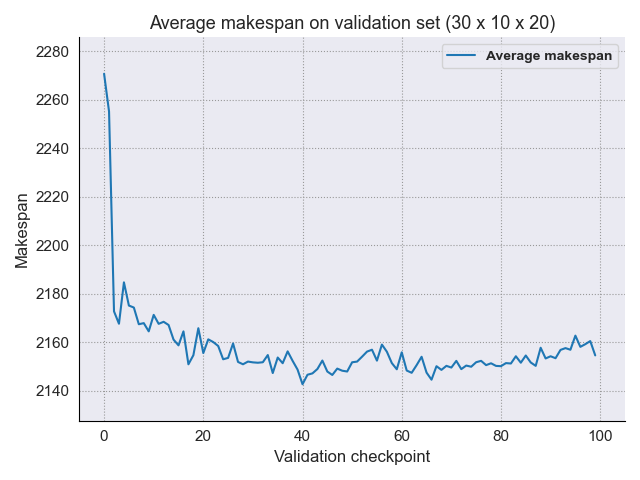 Average makespan on validation set (30 x 10 x 20)
Average makespan
2280
2260
2240
2220
2200
2180
2160
2140
Makespan
0 20 40 60 80 100
Validation checkpoint